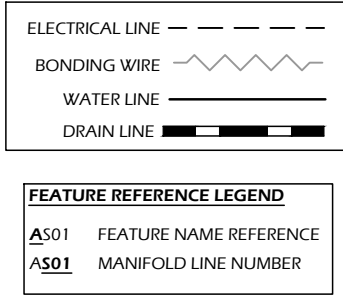 ELECTRICAL LINE
BONDING WIRE
WATER LINE
DRAIN LINE
FEATURE REFERENCE LEGEND
AS01 FEATURE NAME REFERENCE
AS01 MANIFOLD LINE NUMBER